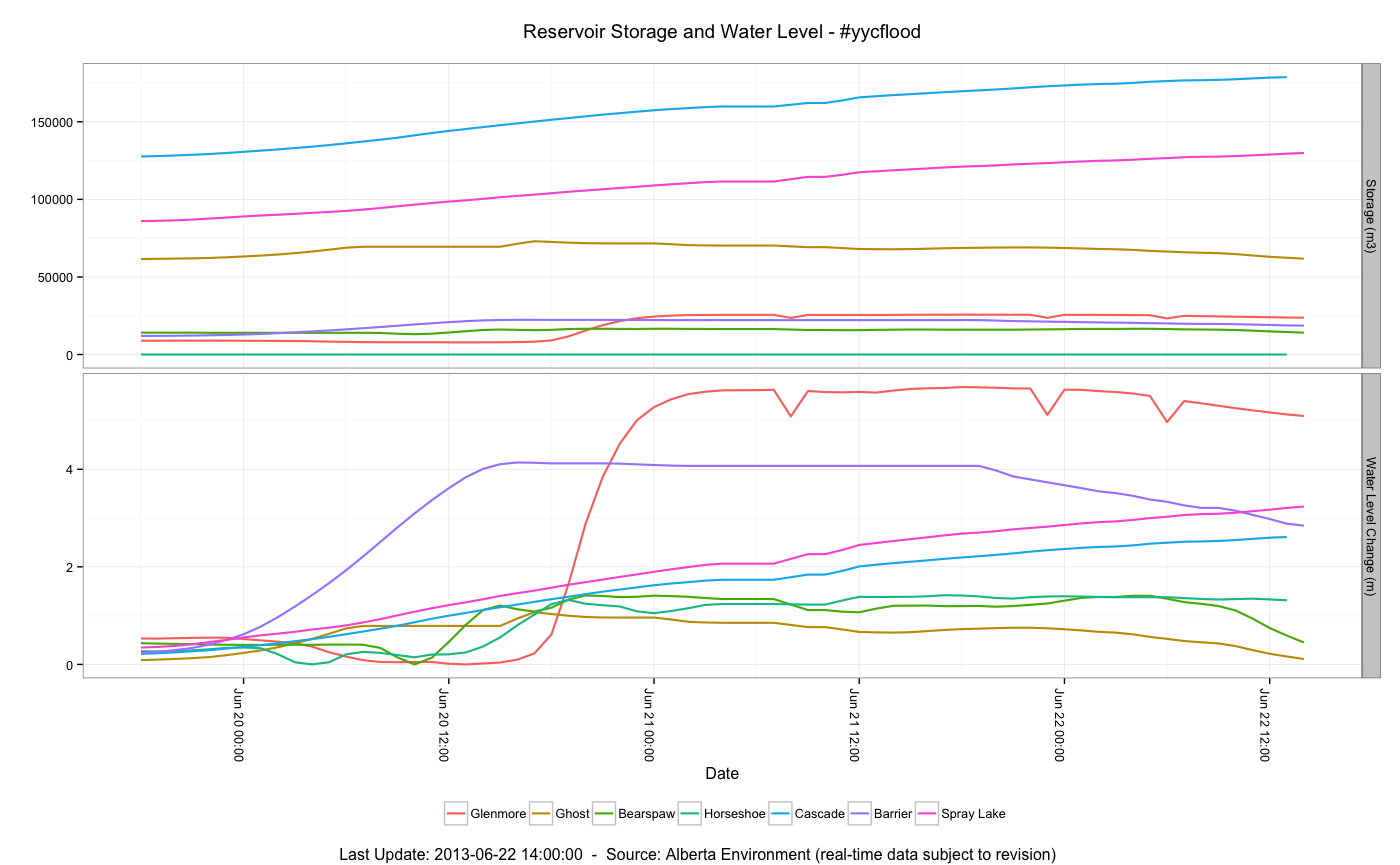 Reservoir Storage and Water Level - #yycflood
150000
100000
50000
0
Storage (m3)
4
2
0
Water Level Change (m)
Jun 20 00:00
Jun 20 12:00
Jun 21 00:00
Jun 21 12:00
Jun 22 00:00
Jun 22 12:00
Date
Glenmore Ghost Bearspaw Horseshoe Cascade Barrier Spray Lake
Last Update: 2013-06-22 14:00:00 - Source: Alberta Environment (real-time data subject to revision)